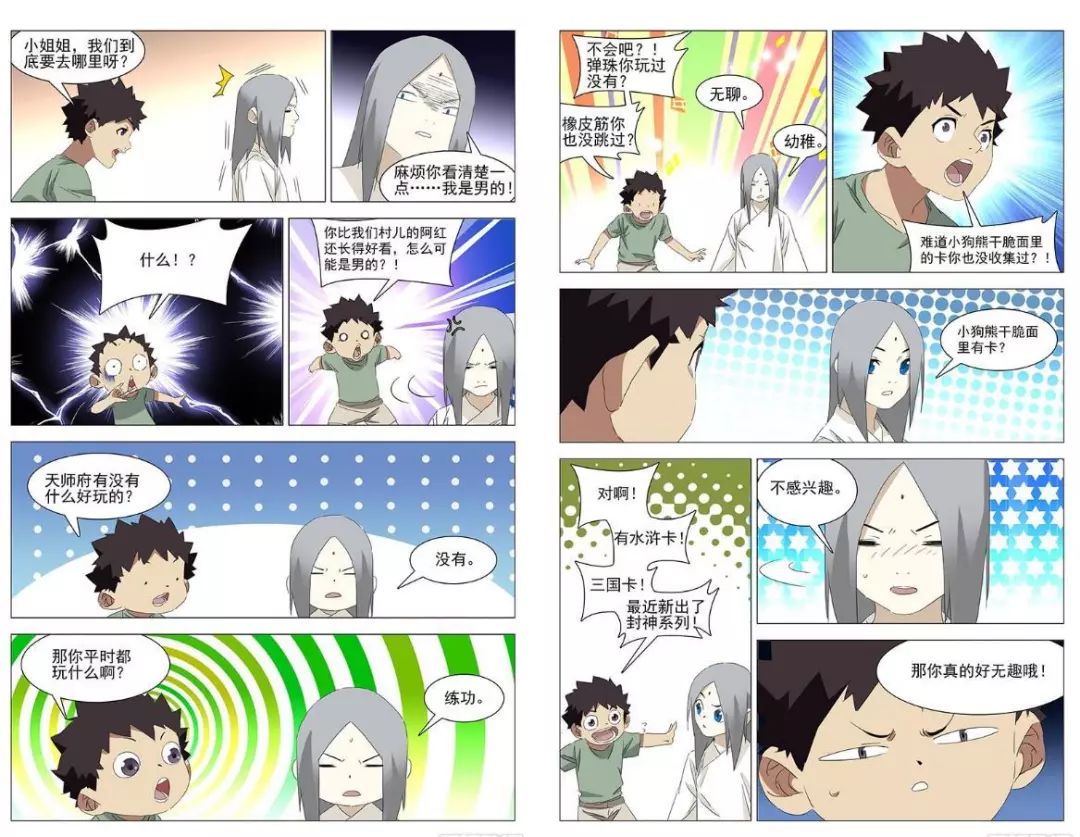 小姐姐，我们到
底要去哪里呀？
麻烦你看清楚一
点……我是男的！
什么！？
你比我们村儿的阿红
还长得好看，怎么可
能是男的？！
天师府有没有
什么好玩的？
没有。
那你平时都
玩什么啊？
练功。
不会吧？！
弹珠你玩过
没有？
无聊。
橡皮筋你
也没跳过？
幼稚。
难道小狗熊干脆面里
的卡你也没收集过？！
小狗熊干脆面
里有卡？
对啊！
有水浒卡！
三国卡！
最近新出了
封神系列！
不感兴趣。
那你真的好无趣哦！